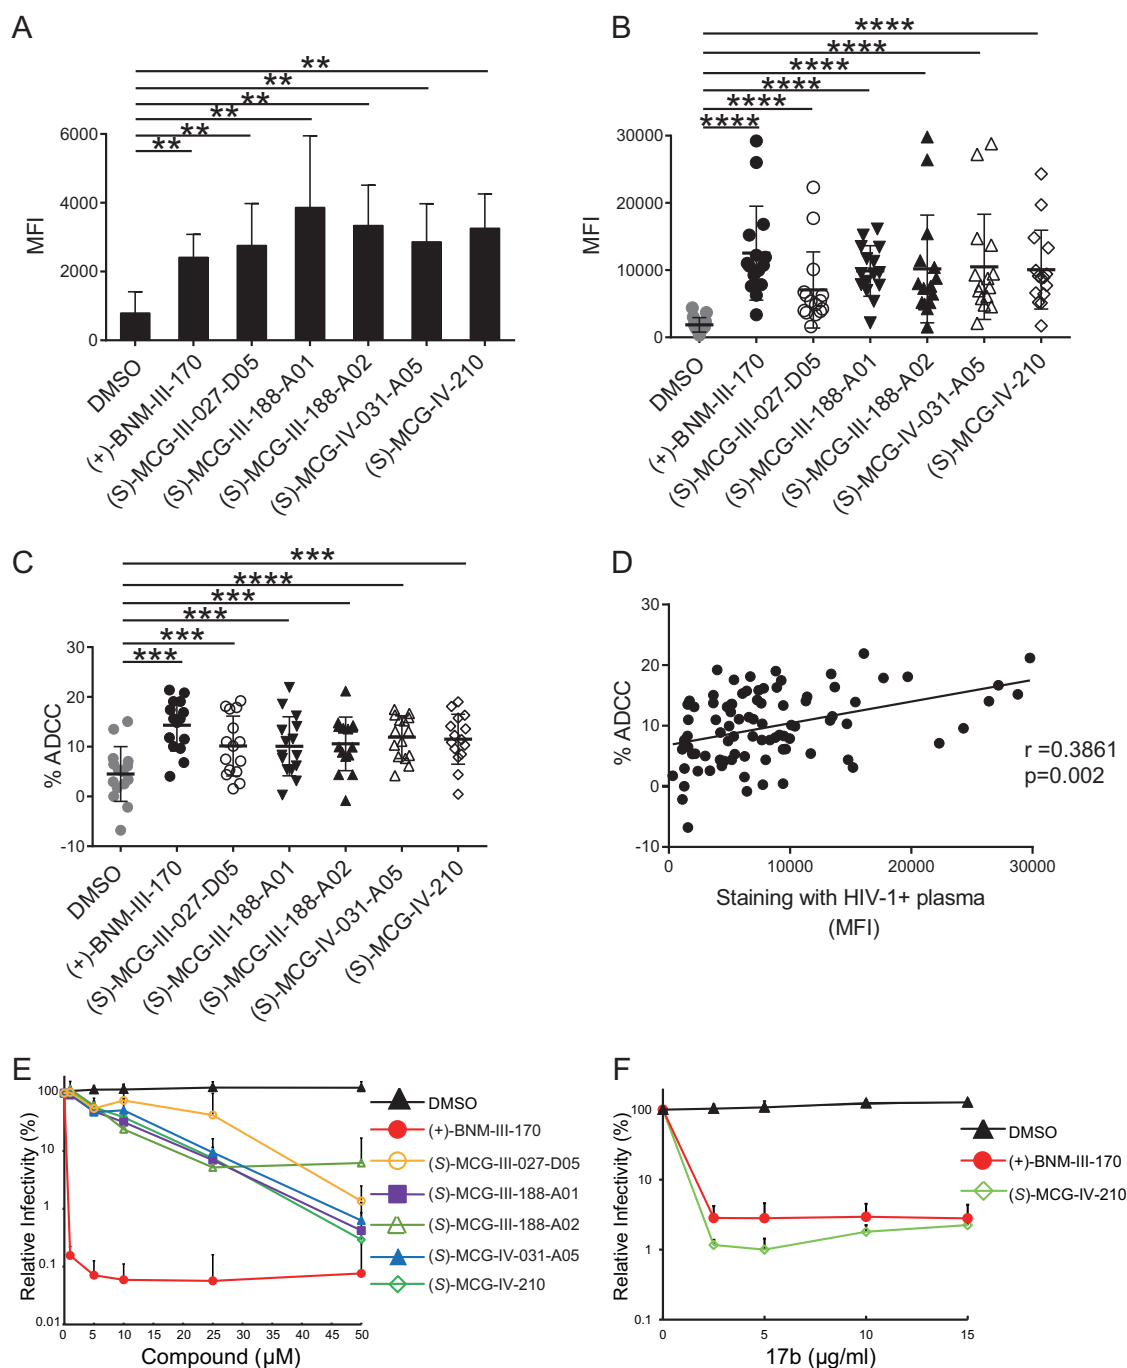 A
**
**
**
**
**
**
MFI
6000
4000
2000
0
DMSO
(+)-BNM-III-170
(S)-MCG-III-027-D05
(S)-MCG-III-188-A01
(S)-MCG-III-188-A02
(S)-MCG-IV-031-A05
(S)-MCG-IV-210
B
****
****
****
****
****
****
MFI
30000
20000
10000
0
DMSO
(+)-BNM-III-170
(S)-MCG-III-027-D05
(S)-MCG-III-188-A01
(S)-MCG-III-188-A02
(S)-MCG-IV-031-A05
(S)-MCG-IV-210
C
***
****
***
***
***
***
% ADCC
30
20
10
0
-10
DMSO
(+)-BNM-III-170
(S)-MCG-III-027-D05
(S)-MCG-III-188-A01
(S)-MCG-III-188-A02
(S)-MCG-IV-031-A05
(S)-MCG-IV-210
D
% ADCC
30
20
10
0
-10
r =0.3861
p=0.002
0 10000 20000 30000
Staining with HIV-1+ plasma
(MFI)
E
Relative Infectivity (%)
100
10
1
0.1
0.01
0 5 10 15 20 25 30 35 40 45 50
Compound (µM)
DMSO
(+)-BNM-III-170
(S)-MCG-III-027-D05
(S)-MCG-III-188-A01
(S)-MCG-III-188-A02
(S)-MCG-IV-031-A05
(S)-MCG-IV-210
F
Relative Infectivity (%)
100
10
1
0.1
0 5 10 15
17b (µg/ml)
DMSO
(+)-BNM-III-170
(S)-MCG-IV-210